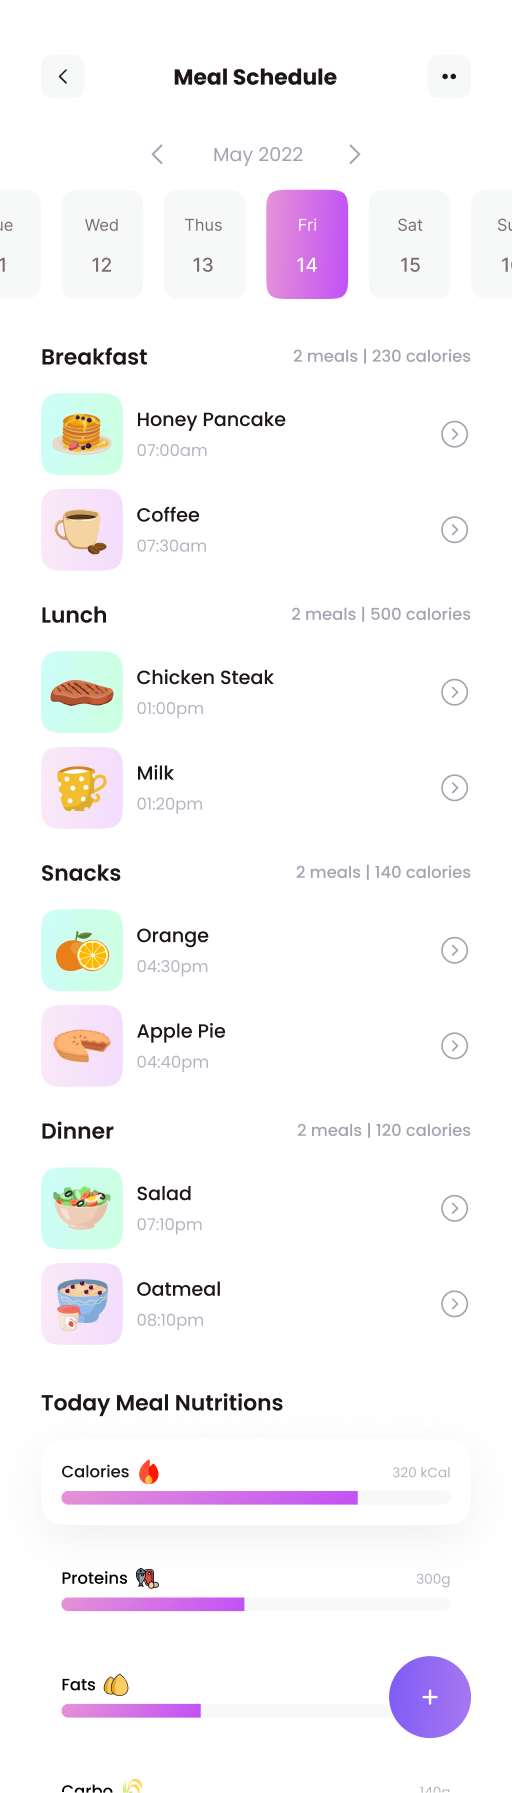 Meal Schedule
May 2022
ue Wed Thus Fri Sat Su
1 12 13 14 15 1
Breakfast 2 meals | 230 calories
Honey Pancake
07:00am
Coffee
07:30am
Lunch 2 meals | 500 calories
Chicken Steak
01:00pm
Milk
01:20pm
Snacks 2 meals | 140 calories
Orange
04:30pm
Apple Pie
04:40pm
Dinner 2 meals | 120 calories
Salad
07:10pm
Oatmeal
08:10pm
Today Meal Nutritions
Calories 320 kCal
Proteins 300g
Fats
Carbo 140g